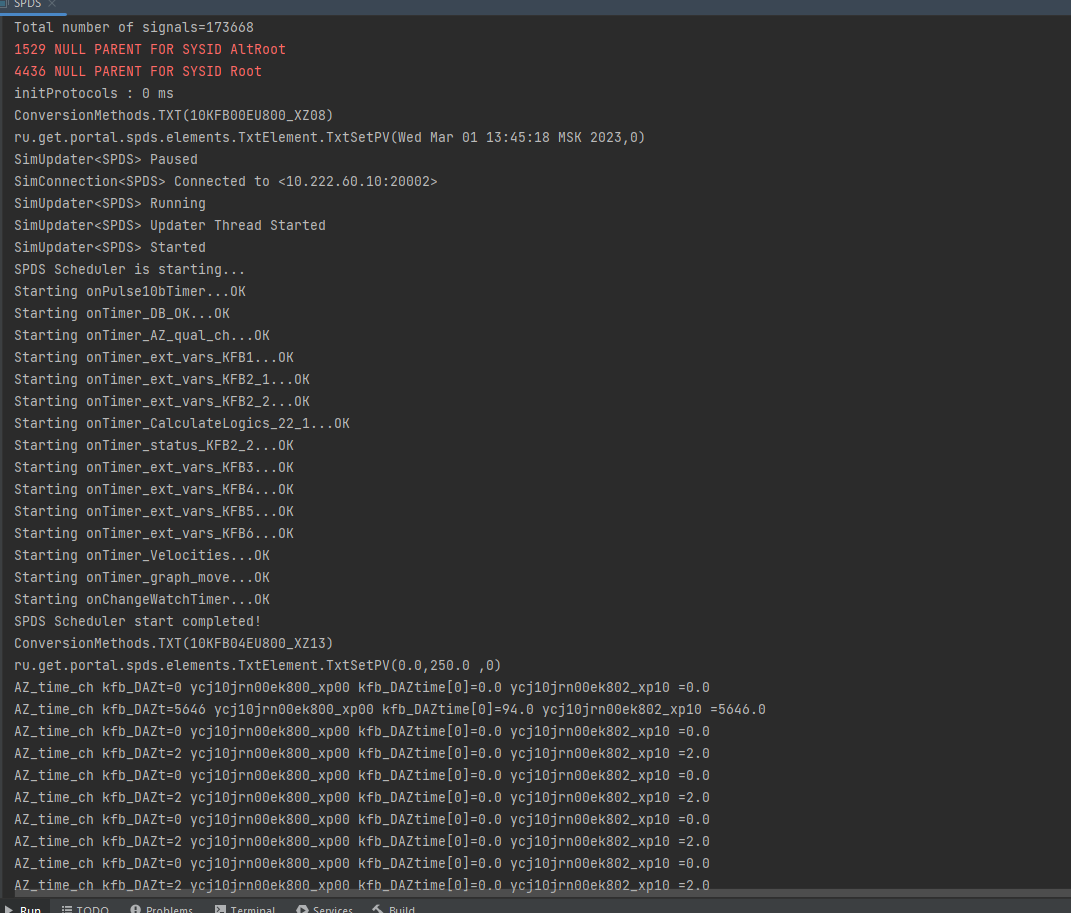 SPDS
Total number of signals=173668
1529 NULL PARENT FOR SYSID AltRoot
4436 NULL PARENT FOR SYSID Root
initProtocols : 0 ms
ConversionMethods.TXT(10KFB00EU800_XZ08)
ru.get.portal.spds.elements.TxtElement.TxtSetPV(Wed Mar 01 13:45:18 MSK 2023,0)
SimUpdater<SPDS> Paused
SimConnection<SPDS> Connected to <10.222.60.10:20002>
SimUpdater<SPDS> Running
SimUpdater<SPDS> Updater Thread Started
SimUpdater<SPDS> Started
SPDS Scheduler is starting...
Starting onPulse10bTimer...OK
Starting onTimer_DB_OK...OK
Starting onTimer_AZ_qual_ch...OK
Starting onTimer_ext_vars_KFB1...OK
Starting onTimer_ext_vars_KFB2_1...OK
Starting onTimer_ext_vars_KFB2_2...OK
Starting onTimer_CalculateLogics_22_1...OK
Starting onTimer_status_KFB2_2...OK
Starting onTimer_ext_vars_KFB3...OK
Starting onTimer_ext_vars_KFB4...OK
Starting onTimer_ext_vars_KFB5...OK
Starting onTimer_ext_vars_KFB6...OK
Starting onTimer_Velocities...OK
Starting onTimer_graph_move...OK
Starting onChangeWatchTimer...OK
SPDS Scheduler start completed!
ConversionMethods.TXT(10KFB04EU800_XZ13)
ru.get.portal.spds.elements.TxtElement.TxtSetPV(0.0,250.0 ,0)
AZ_time_ch kfb_DAZt=0 ycj10jrn00ek800_xp00 kfb_DAZtime[0]=0.0 ycj10jrn00ek802_xp10 =0.0
AZ_time_ch kfb_DAZt=5646 ycj10jrn00ek800_xp00 kfb_DAZtime[0]=94.0 ycj10jrn00ek802_xp10 =5646.0
AZ_time_ch kfb_DAZt=0 ycj10jrn00ek800_xp00 kfb_DAZtime[0]=0.0 ycj10jrn00ek802_xp10 =0.0
AZ_time_ch kfb_DAZt=2 ycj10jrn00ek800_xp00 kfb_DAZtime[0]=0.0 ycj10jrn00ek802_xp10 =2.0
AZ_time_ch kfb_DAZt=0 ycj10jrn00ek800_xp00 kfb_DAZtime[0]=0.0 ycj10jrn00ek802_xp10 =0.0
AZ_time_ch kfb_DAZt=2 ycj10jrn00ek800_xp00 kfb_DAZtime[0]=0.0 ycj10jrn00ek802_xp10 =2.0
AZ_time_ch kfb_DAZt=0 ycj10jrn00ek800_xp00 kfb_DAZtime[0]=0.0 ycj10jrn00ek802_xp10 =0.0
AZ_time_ch kfb_DAZt=2 ycj10jrn00ek800_xp00 kfb_DAZtime[0]=0.0 ycj10jrn00ek802_xp10 =2.0
AZ_time_ch kfb_DAZt=0 ycj10jrn00ek800_xp00 kfb_DAZtime[0]=0.0 ycj10jrn00ek802_xp10 =0.0
AZ_time_ch kfb_DAZt=2 ycj10jrn00ek800_xp00 kfb_DAZtime[0]=0.0 ycj10jrn00ek802_xp10 =2.0
Run TODO Problems Terminal Services Build